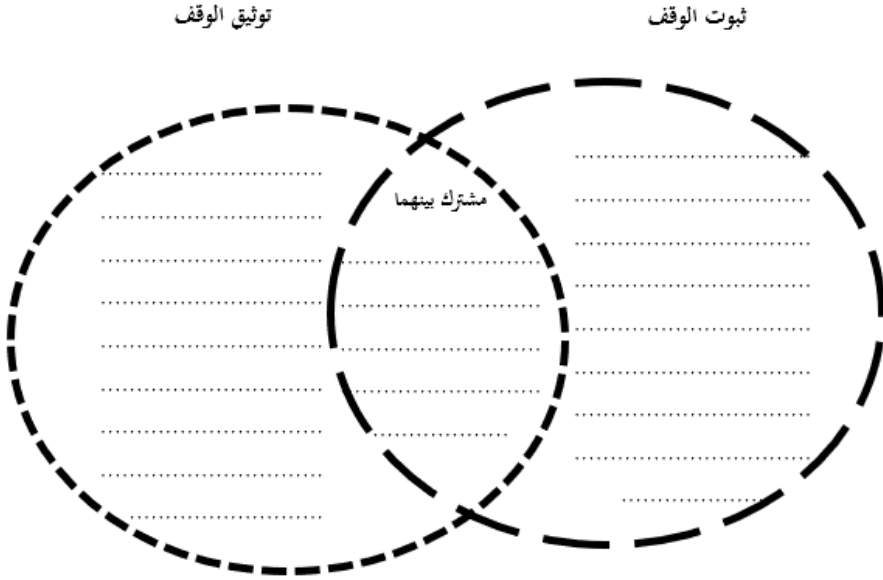 ثبوت الوقف
توثيق الوقف
مشترك بينهما